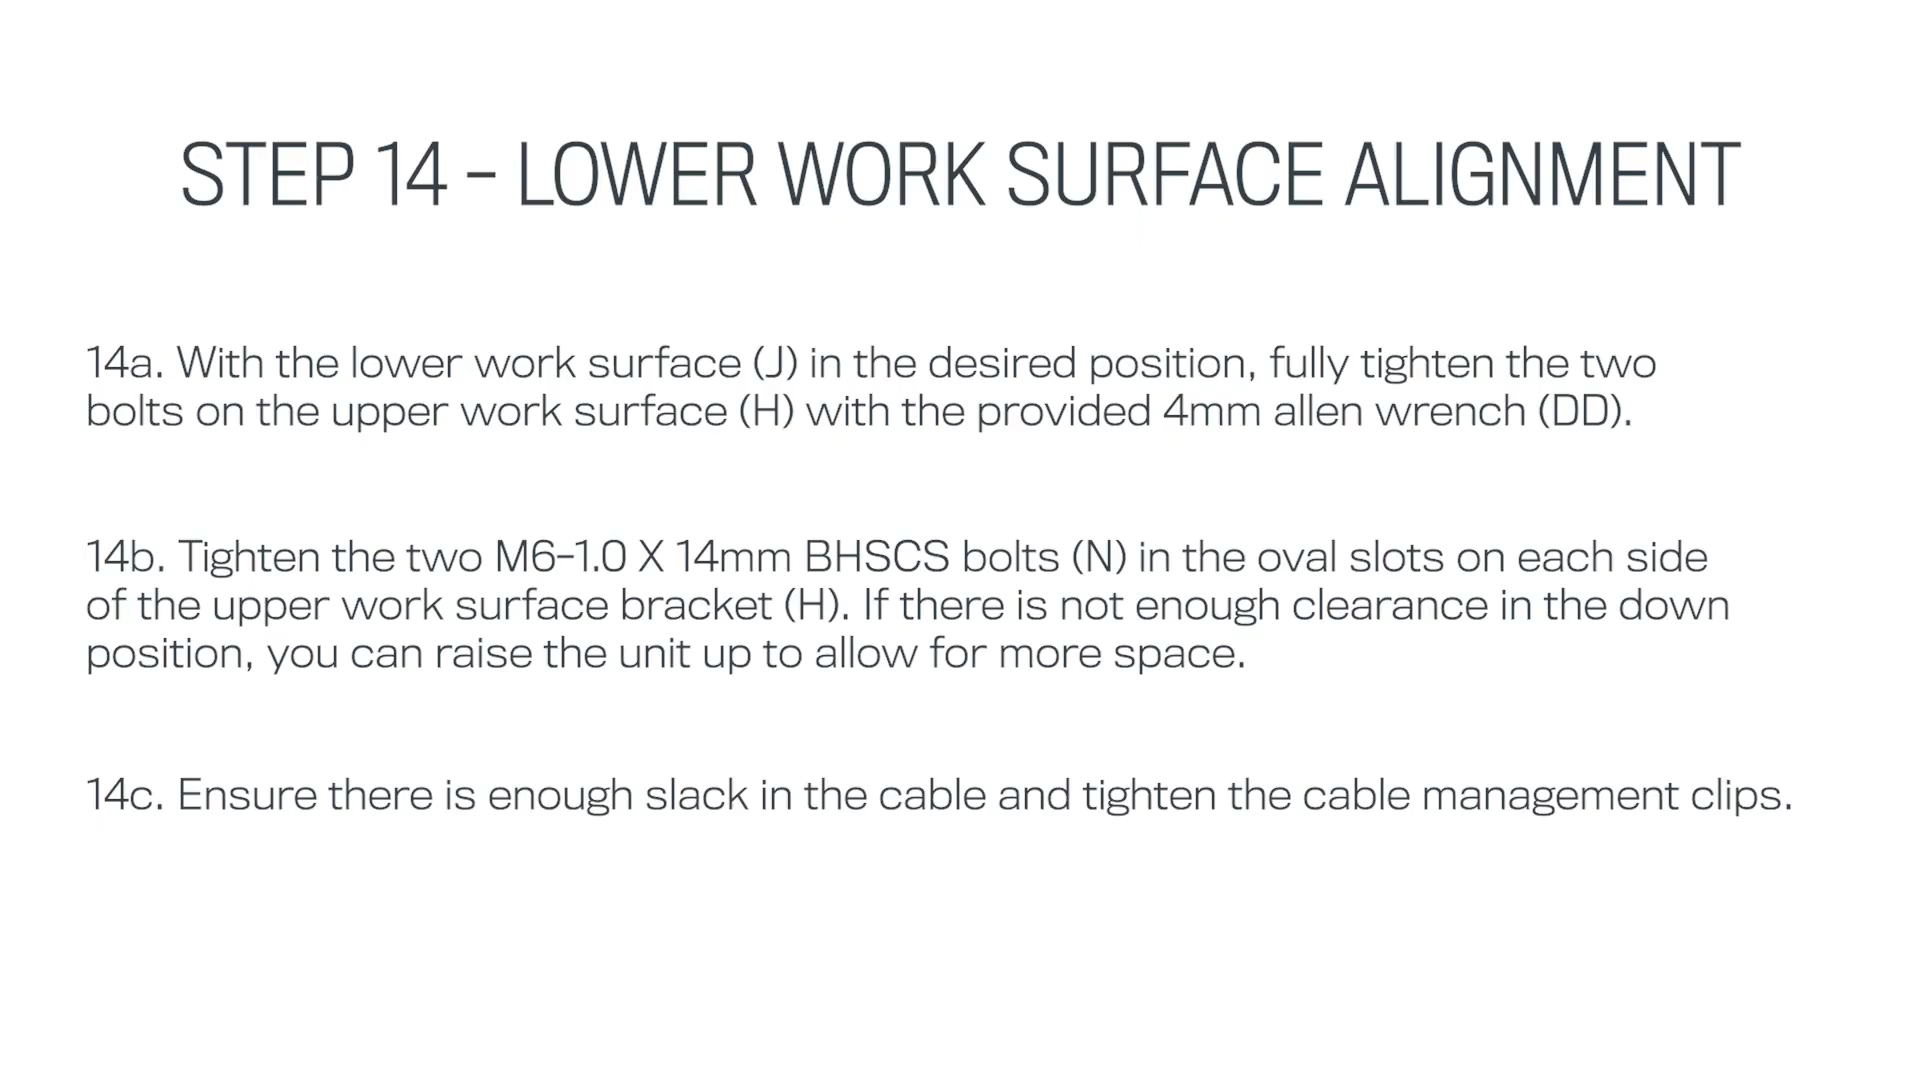 STEP 14 - LOWER WORK SURFACE ALIGNMENT
14a. With the lower work surface (J) in the desired position, fully tighten the two
bolts on the upper work surface (H) with the provided 4mm allen wrench (DD).
14b. Tighten the two M6-1.0 X 14mm BHSCS bolts (N) in the oval slots on each side
of the upper work surface bracket (H). If there is not enough clearance in the down
position, you can raise the unit up to allow for more space.
14c. Ensure there is enough slack in the cable and tighten the cable management clips.